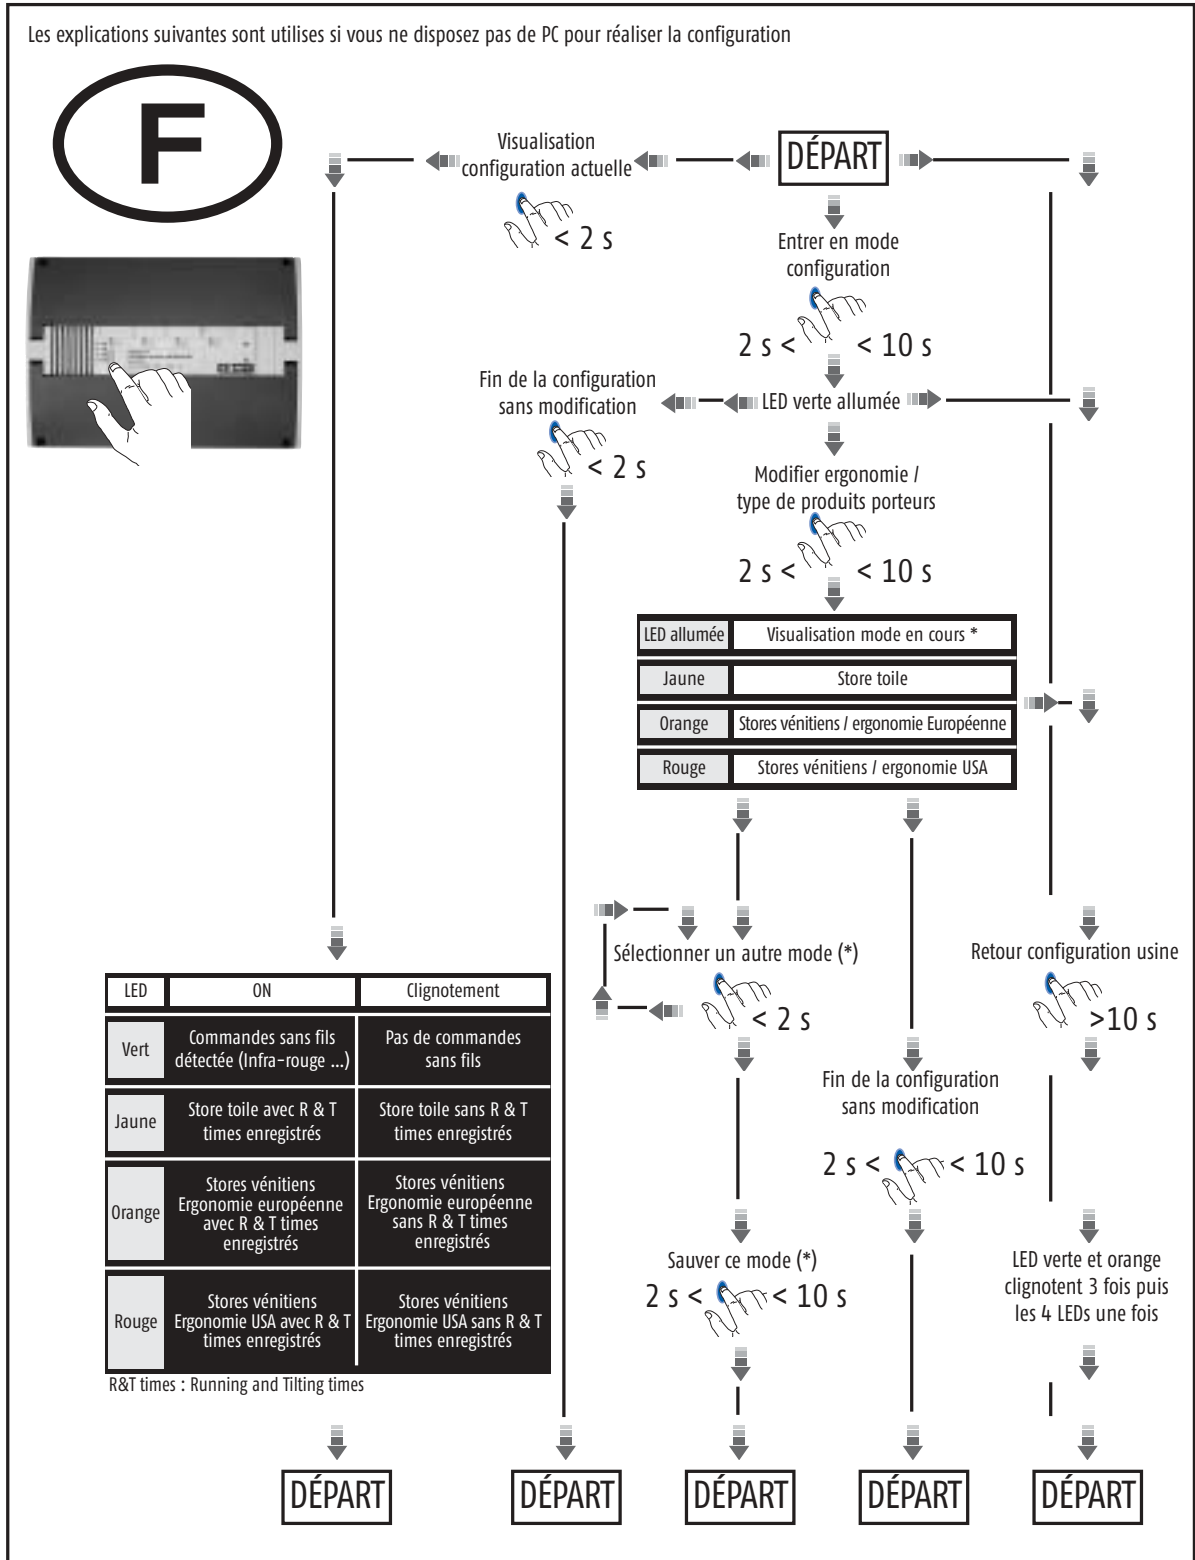 Les explications suivantes sont utilises si vous ne disposez pas de PC pour réaliser la configuration
F
DÉPART
Visualisation
configuration actuelle
< 2 s
Entrer en mode
configuration
2 s < < 10 s
LED verte allumée
Fin de la configuration
sans modification
< 2 s
Modifier ergonomie /
type de produits porteurs
2 s < < 10 s
LED allumée Visualisation mode en cours *
Jaune Store toile
Orange Stores vénitiens / ergonomie Européenne
Rouge Stores vénitiens / ergonomie USA
Sélectionner un autre mode (*)
< 2 s
Retour configuration usine
>10 s
Fin de la configuration
sans modification
2 s < < 10 s
Sauver ce mode (*)
2 s < < 10 s
LED verte et orange
clignotent 3 fois puis
les 4 LEDs une fois
LED ON Clignotement
Vert
Commandes sans fils
détectée (Infra-rouge ...)
Pas de commandes
sans fils
Jaune
Store toile avec R & T
times enregistrés
Store toile sans R & T
times enregistrés
Orange
Stores vénitiens
Ergonomie européenne
avec R & T times
enregistrés
Stores vénitiens
Ergonomie européenne
sans R & T times
enregistrés
Rouge
Stores vénitiens
Ergonomie USA avec R & T
times enregistrés
Stores vénitiens
Ergonomie USA sans R & T
times enregistrés
R&T times : Running and Tilting times
DÉPART DÉPART DÉPART DÉPART DÉPART